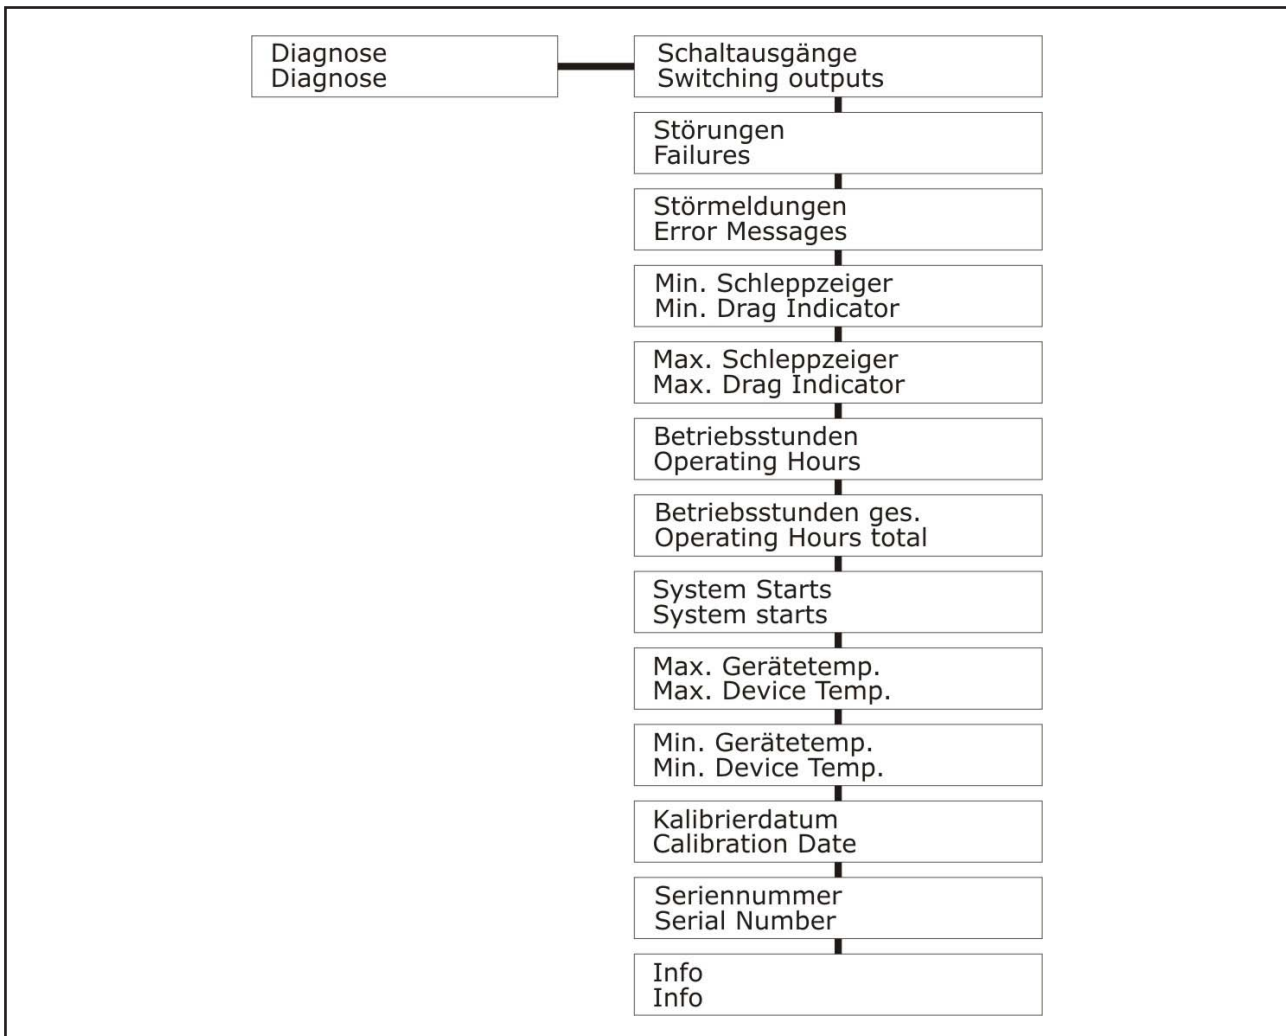 Diagnose
Diagnose
Schaltausgänge
Switching outputs
Störungen
Failures
Störmeldungen
Error Messages
Min. Schleppzeiger
Min. Drag Indicator
Max. Schleppzeiger
Max. Drag Indicator
Betriebsstunden
Operating Hours
Betriebsstunden ges.
Operating Hours total
System Starts
System starts
Max. Gerätetemp.
Max. Device Temp.
Min. Gerätetemp.
Min. Device Temp.
Kalibrierdatum
Calibration Date
Seriennummer
Serial Number
Info
Info